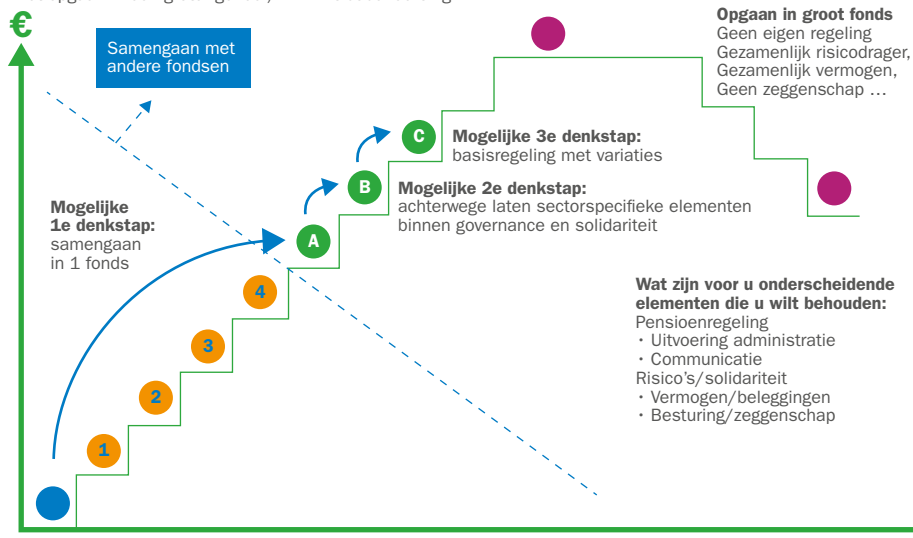 €
Samengaan met
andere fondsen
Opgaan in groot fonds
Geen eigen regeling
Gezamenlijk risicodrager,
Gezamenlijk vermogen,
Geen zeggenschap ...
C
Mogelijke 3e denkstap:
basisregeling met variaties
B
Mogelijke 2e denkstap:
achterwege laten sectorspecifieke elementen
binnen governance en solidariteit
Mogelijke
1e denkstap:
samengaan
in 1 fonds
A
4
3
2
1
Wat zijn voor u onderscheidende
elementen die u wilt behouden:
Pensioenregeling
· Uitvoering administratie
· Communicatie
Risico's/solidariteit
· Vermogen/beleggingen
· Besturing/zeggenschap